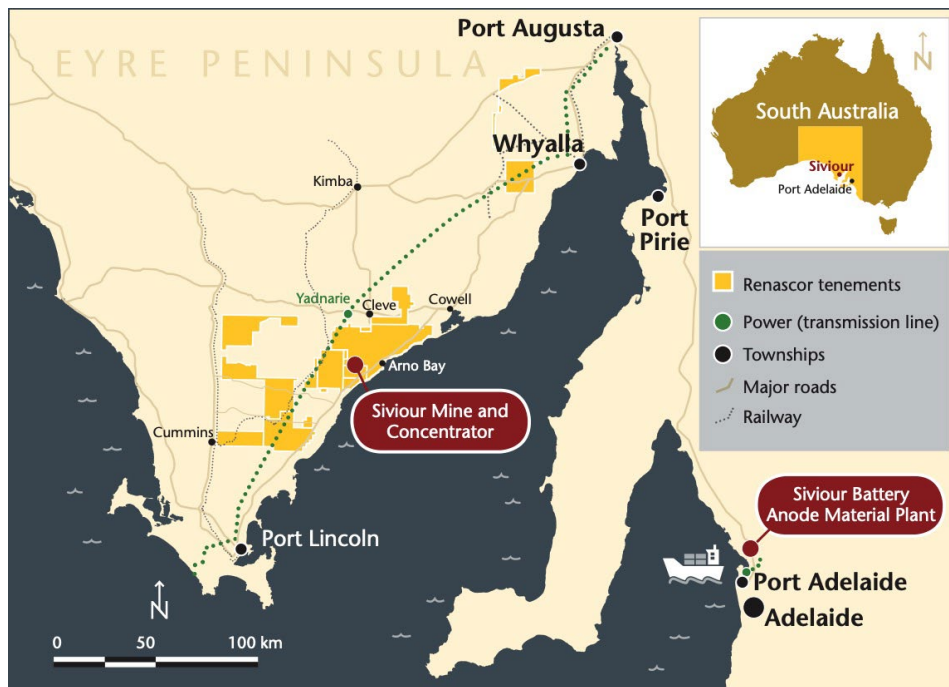 EYRE PENINSULA
Port Augusta
N
South Australia
Siviour
Port Adelaide
Whyalla
Kimba
Port
Pirie
Yadnarie
Cleve
Cowell
Arno Bay
Siviour Mine and
Concentrator
Cummins
Port Lincoln
Renascor tenements
Power (transmission line)
Townships
Major roads
Railway
Siviour Battery
Anode Material Plant
Port Adelaide
Adelaide
N
0 50 100 km